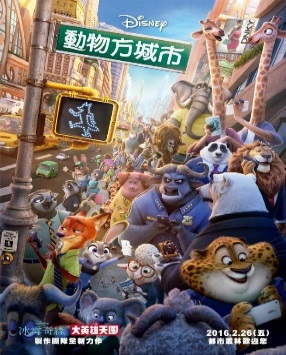 Disney
動物方城市
冰雪奇緣 大英雄天團
製作團隊全新力作
2016.2.26(五)
都市叢林歡迎您